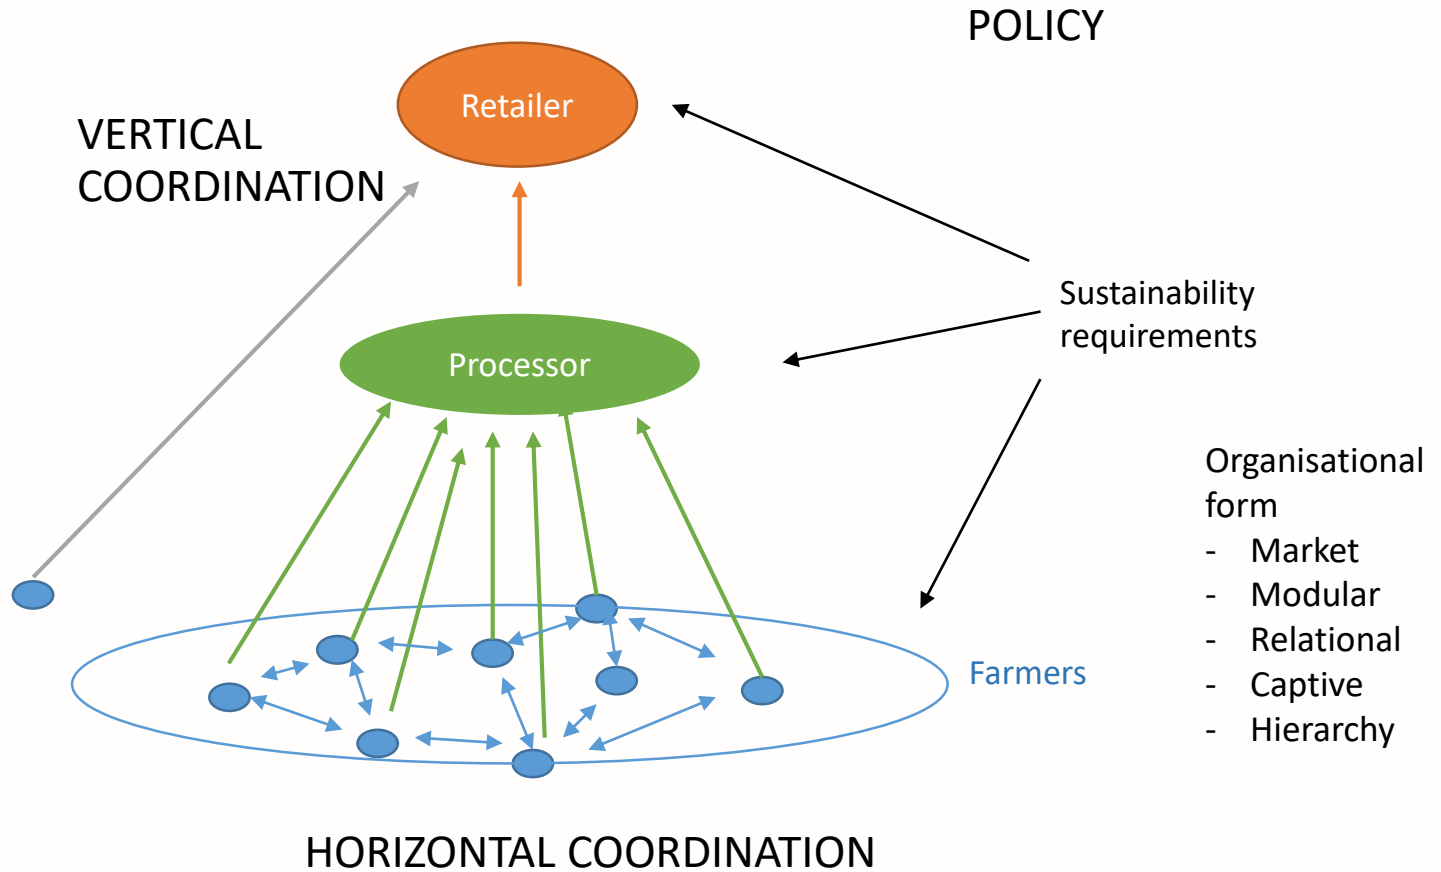 POLICY
Retailer
VERTICAL
COORDINATION
Sustainability
requirements
Processor
Organisational
form
- Market
- Modular
- Relational
- Captive
- Hierarchy
Farmers
HORIZONTAL COORDINATION